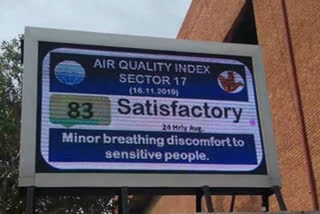 AIR QUALITY INDEX
SECTOR 17
(16.11.2019)
83 Satisfactory
24 Hrly Avg.
Minor breathing discomfort to
sensitive people.